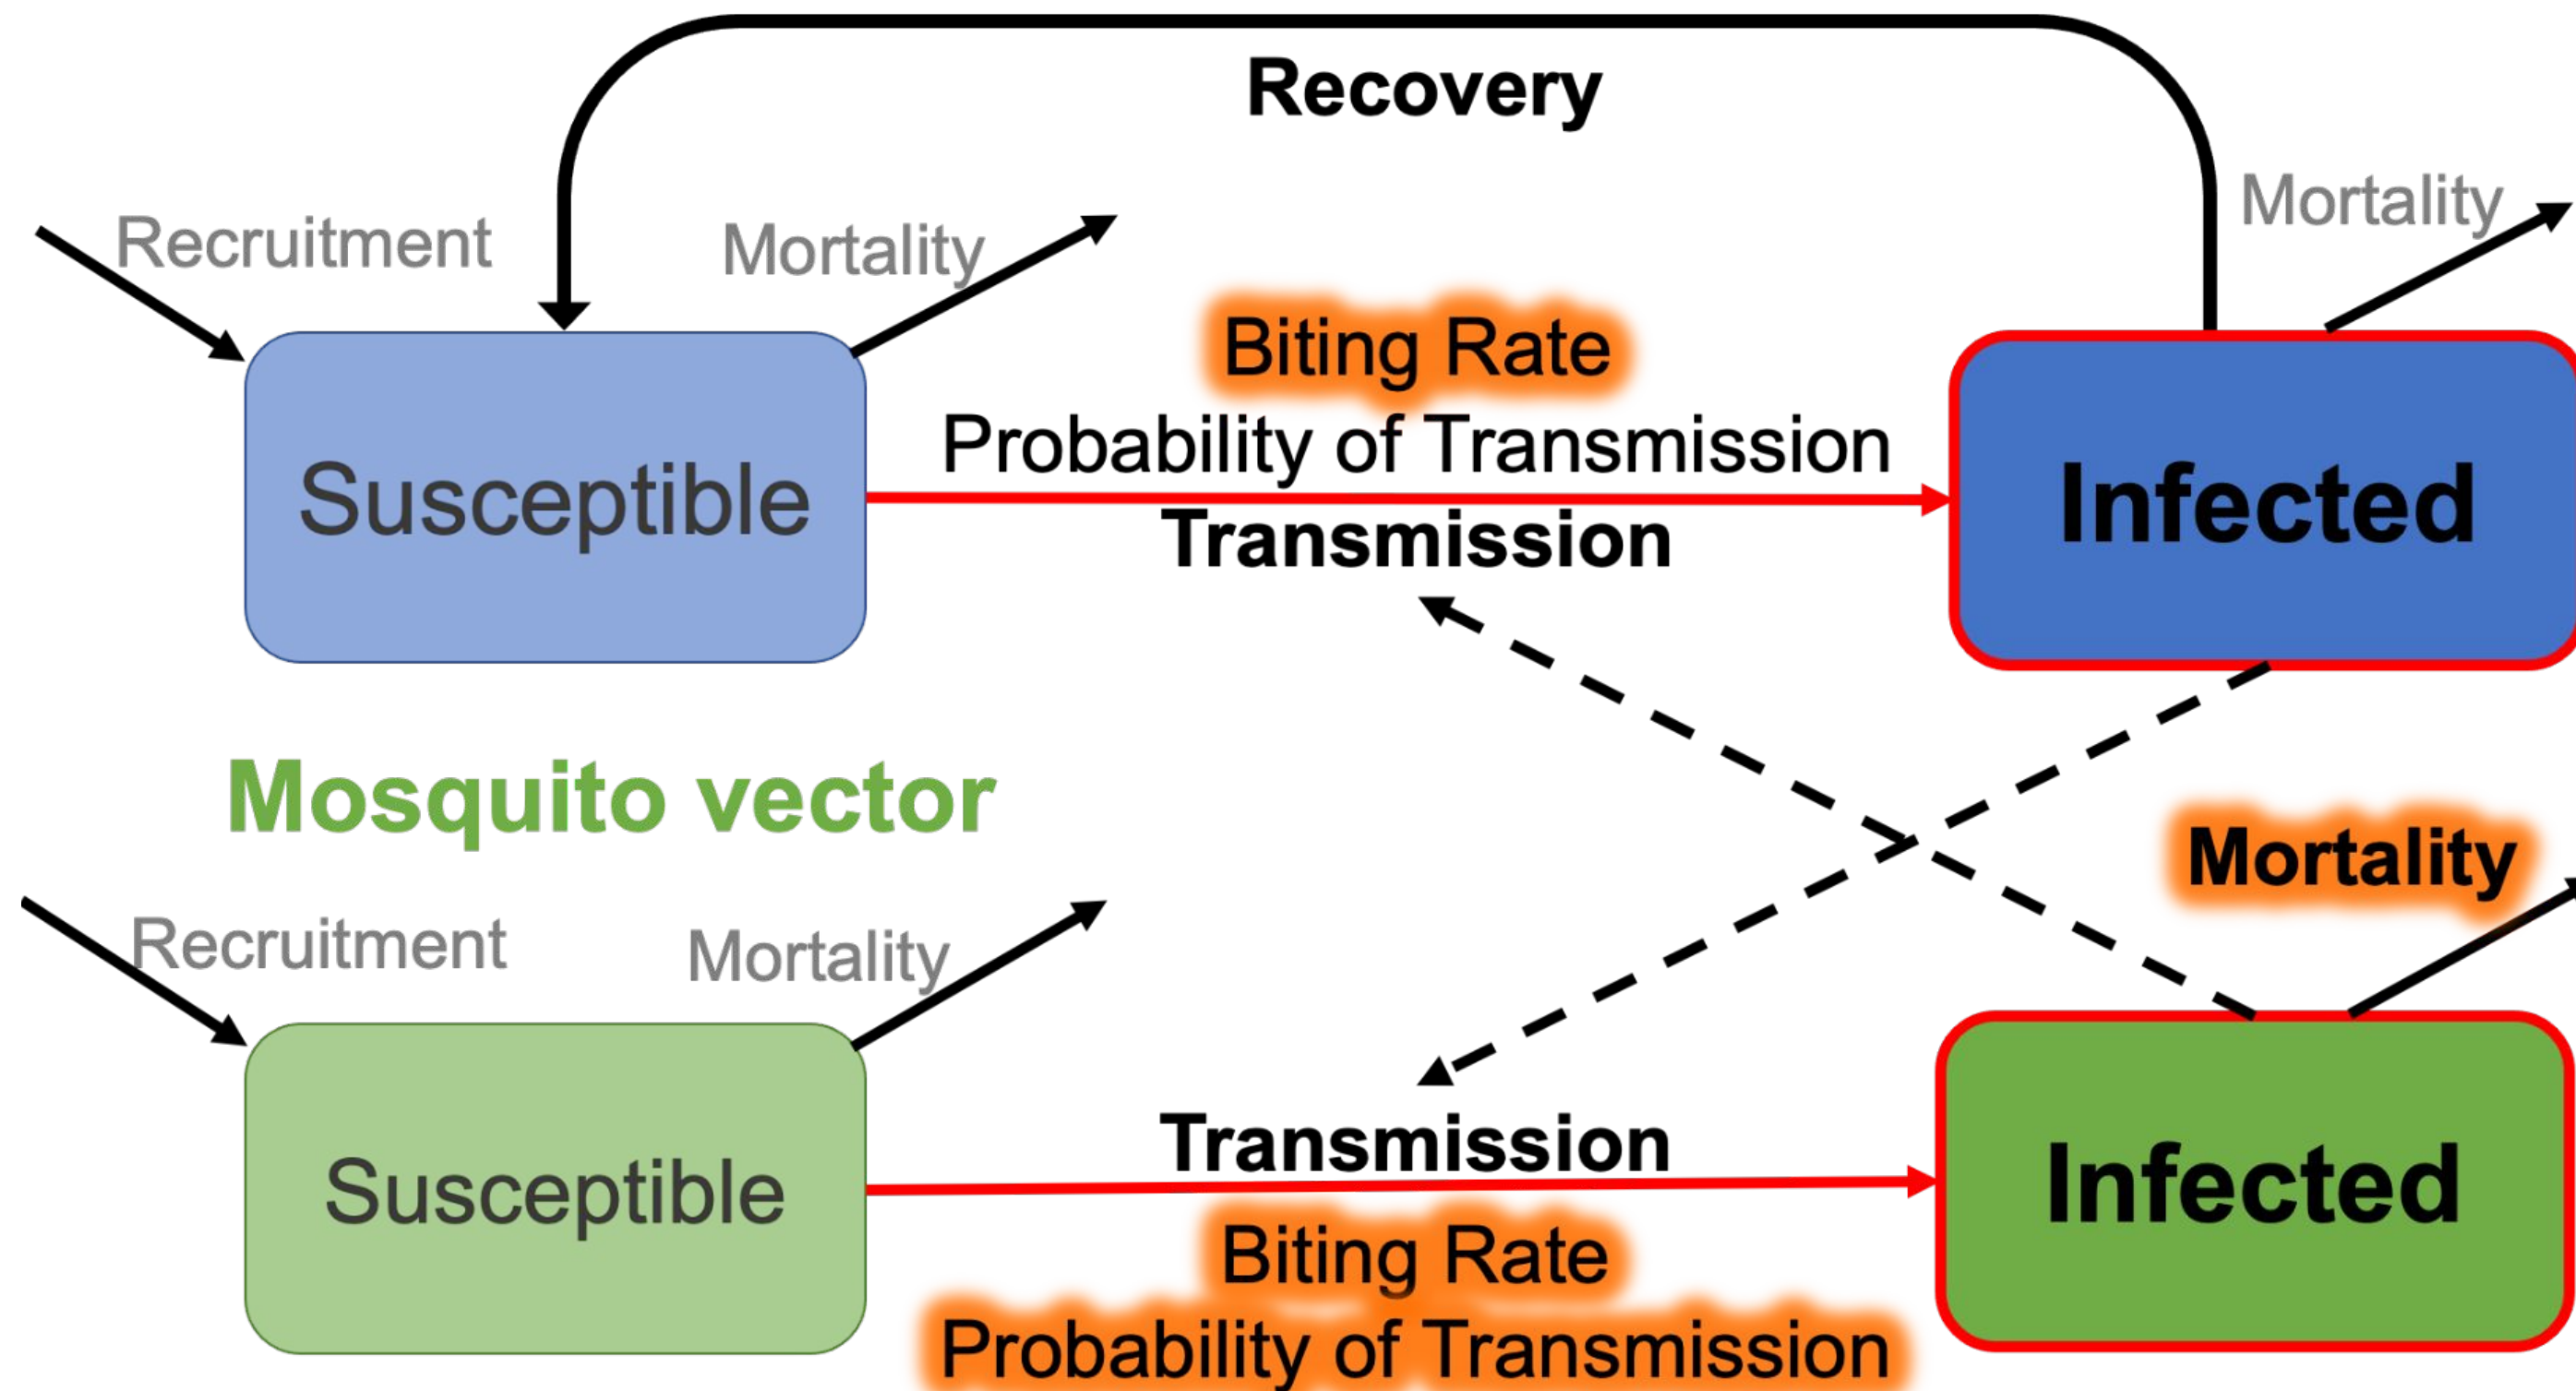 Recovery
Recruitment
Mortality
Mortality
Biting Rate
Probability of Transmission
Susceptible
Transmission
Infected
Mosquito vector
Mortality
Recruitment
Mortality
Susceptible
Transmission
Infected
Biting Rate
Probability of Transmission